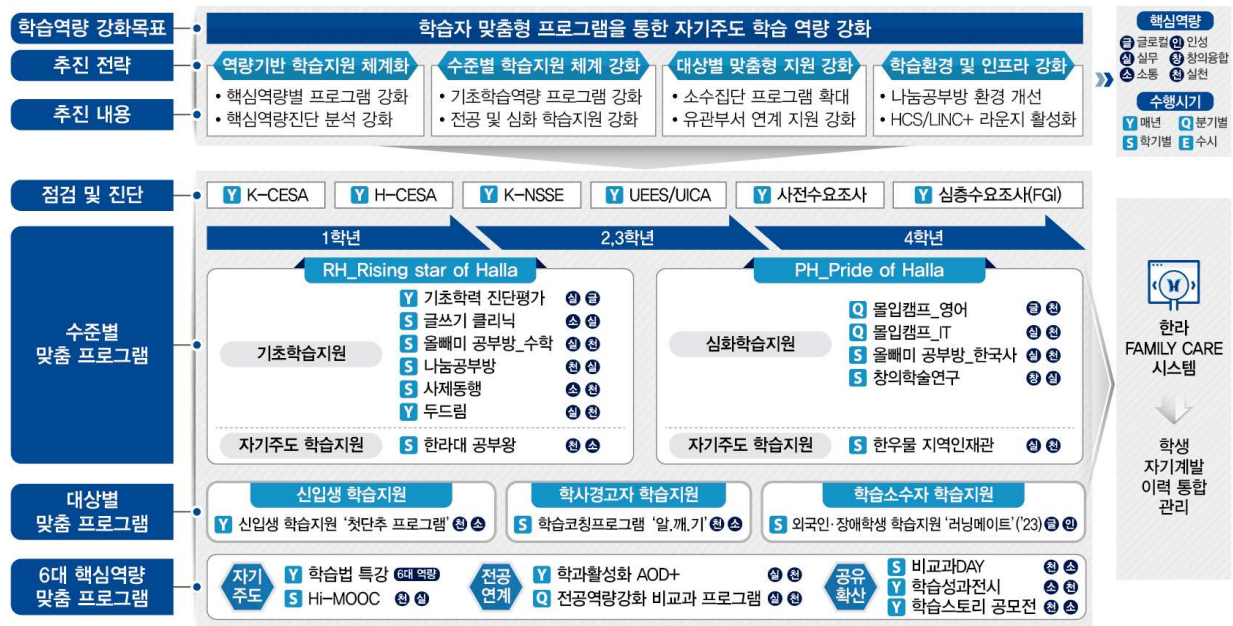 학습역량 강화목표
학습자 맞춤형 프로그램을 통한 자기주도 학습 역량 강화
추진 전략
역량기반 학습지원 체계화
수준별 학습지원 체계 강화
대상별 맞춤형 지원 강화
학습환경 및 인프라 강화
추진 내용
• 핵심역량별 프로그램 강화
• 핵심역량진단 분석 강화
• 기초학습역량 프로그램 강화
• 전공 및 심화 학습지원 강화
• 소수집단 프로그램 확대
• 유관부서 연계 지원 강화
• 나눔공부방 환경 개선
• HCS/LINC+ 라운지 활성화
핵심역량
글 글로컬 인 인성
실 실무 창 창의융합
소 소통 천 실천
수행시기
Y 매년 Q 분기별
S 학기별 E 수시
점검 및 진단
Y K-CESA
Y H-CESA
Y K-NSSE
Y UEES/UICA
Y 사전수요조사
Y 심층수요조사(FGI)
수준별
맞춤 프로그램
1학년
2,3학년
4학년
RH_Rising star of Halla
기초학습지원
Y 기초학력 진단평가 실 글
S 글쓰기 클리닉 소 실
S 올빼미 공부방_수학 실 천
S 나눔공부방 천 실
S 사제동행 소 천
Y 두드림 실 천
자기주도 학습지원
S 한라대 공부왕 천 소
PH_Pride of Halla
심화학습지원
Q 몰입캠프_영어 글 천
Q 몰입캠프_IT 실 천
S 올빼미 공부방_한국사 실 천
S 창의학술연구 창 실
자기주도 학습지원
S 한우물 지역인재관 실 천
대상별
맞춤 프로그램
신입생 학습지원
Y 신입생 학습지원 '첫단추 프로그램' 천 소
학사경고자 학습지원
S 학습코칭프로그램 '알.깨.기' 천 소
학습소수자 학습지원
S 외국인·장애학생 학습지원 '러닝메이트'('23) 글 인
6대 핵심역량
맞춤 프로그램
자기
주도
Y 학습법 특강 6대 역량
S Hi-MOOC 천 실
전공
연계
Y 학과활성화 AOD+ 실 천
Q 전공역량강화 비교과 프로그램 실 천
공유
확산
S 비교과DAY 천 소
Y 학습성과전시 소 천
Y 학습스토리 공모전 천 소
한라
FAMILY CARE
시스템
학생
자기계발
이력 통합
관리